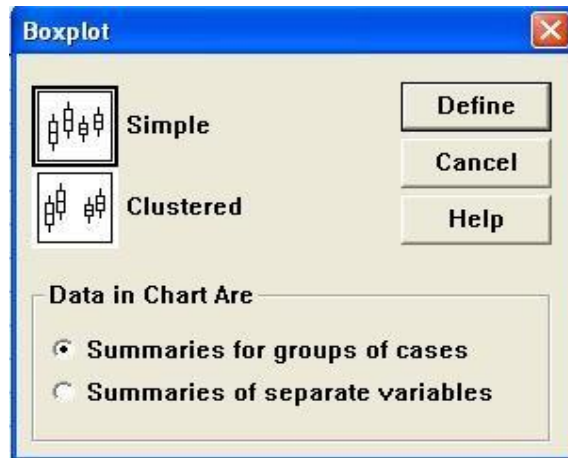 Boxplot
Simple
Clustered
Define
Cancel
Help
Data in Chart Are
Summaries for groups of cases
Summaries of separate variables